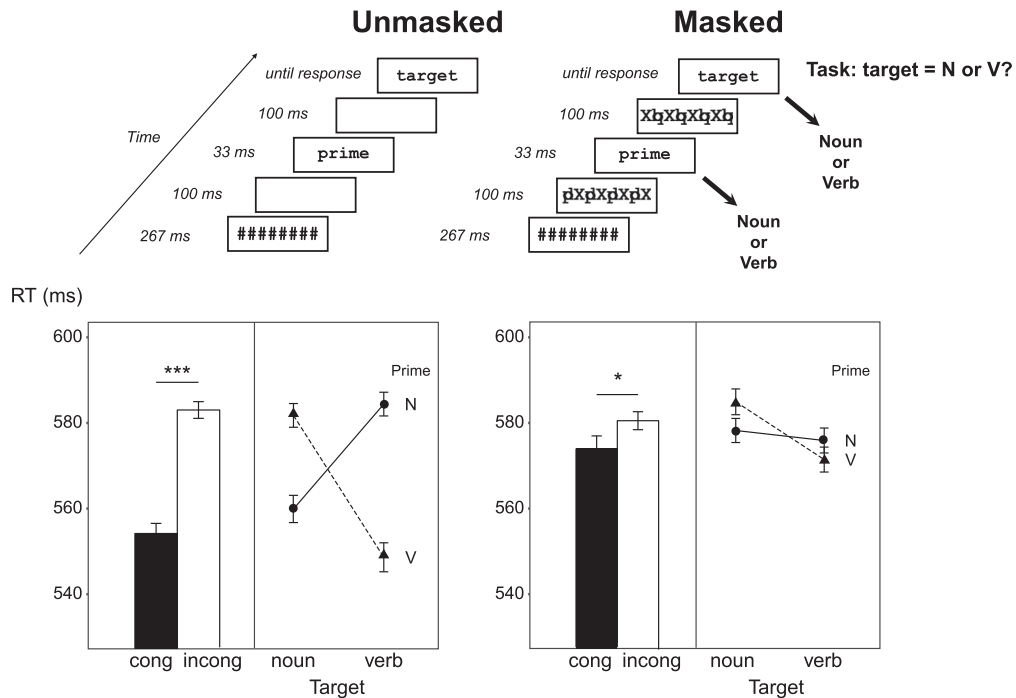 Unmasked
Masked
until response
target
100 ms
Time
33 ms
prime
100 ms
267 ms
########
until response
target
Task: target = N or V?
100 ms
XqXqXqXq
Noun
or
Verb
33 ms
prime
100 ms
pXpXpXpX
Noun
or
Verb
267 ms
########
RT (ms)
600
580
560
540
***
Prime
N
V
cong incong
noun verb
Target
600
580
560
540
*
Prime
N
V
cong incong
noun verb
Target